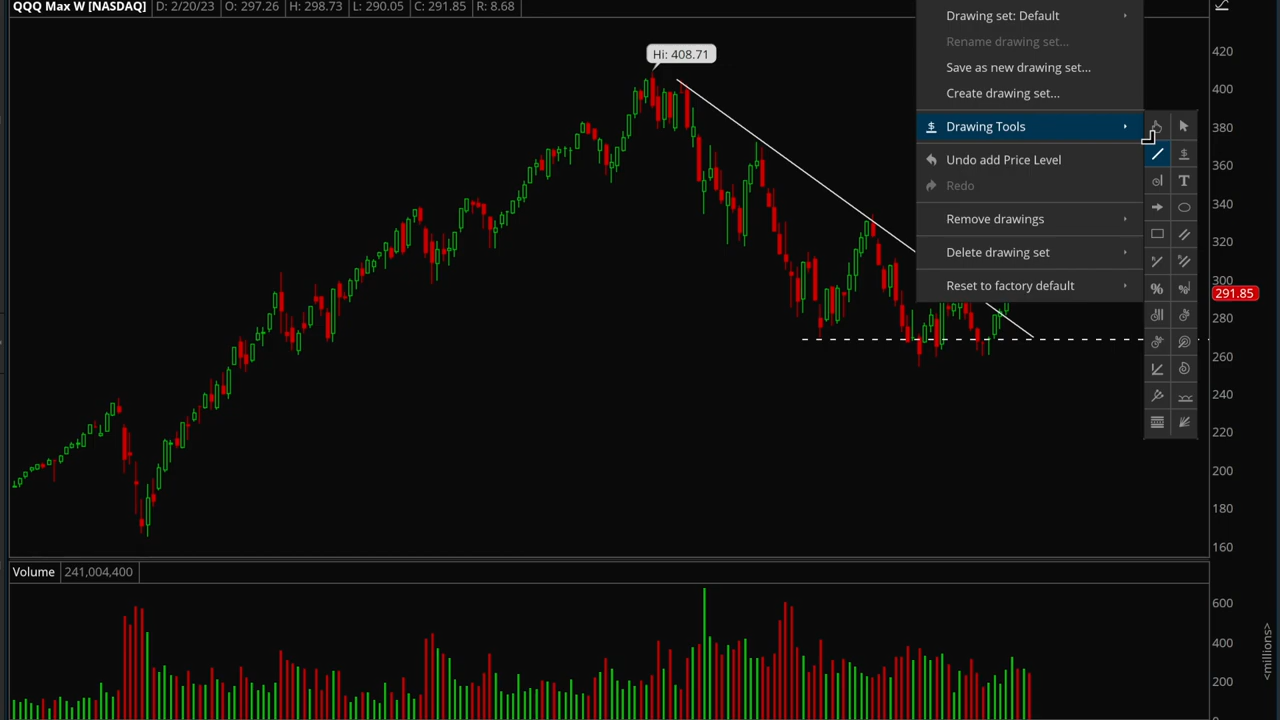 QQQ Max W [NASDAQ] D: 2/20/23 O: 297.26 H: 298.73 L: 290.05 C: 291.85 R: 8.68
Hi: 408.71
Drawing set: Default
Rename drawing set...
Save as new drawing set...
Create drawing set...
Drawing Tools
Undo add Price Level
Redo
Remove drawings
Delete drawing set
Reset to factory default
$
T
%
%
420
400
380
360
340
320
300
291.85
280
260
240
220
200
180
160
Volume 241,004,400
600
400
200
<millions>